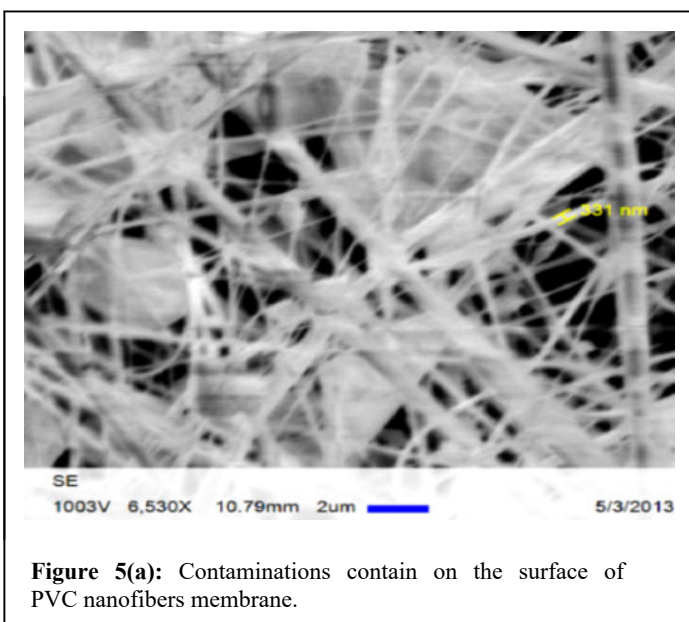 331 nm
SE
1003V 6,530X 10.79mm 2um 5/3/2013
Figure 5(a): Contaminations contain on the surface of
PVC nanofibers membrane.